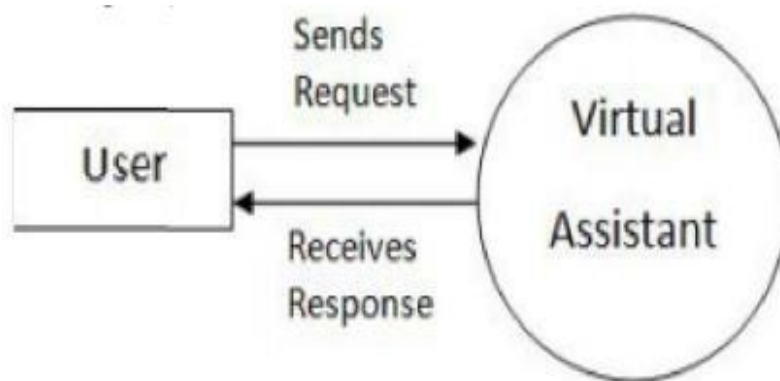 Sends
Request
User
Virtual
Assistant
Receives
Response